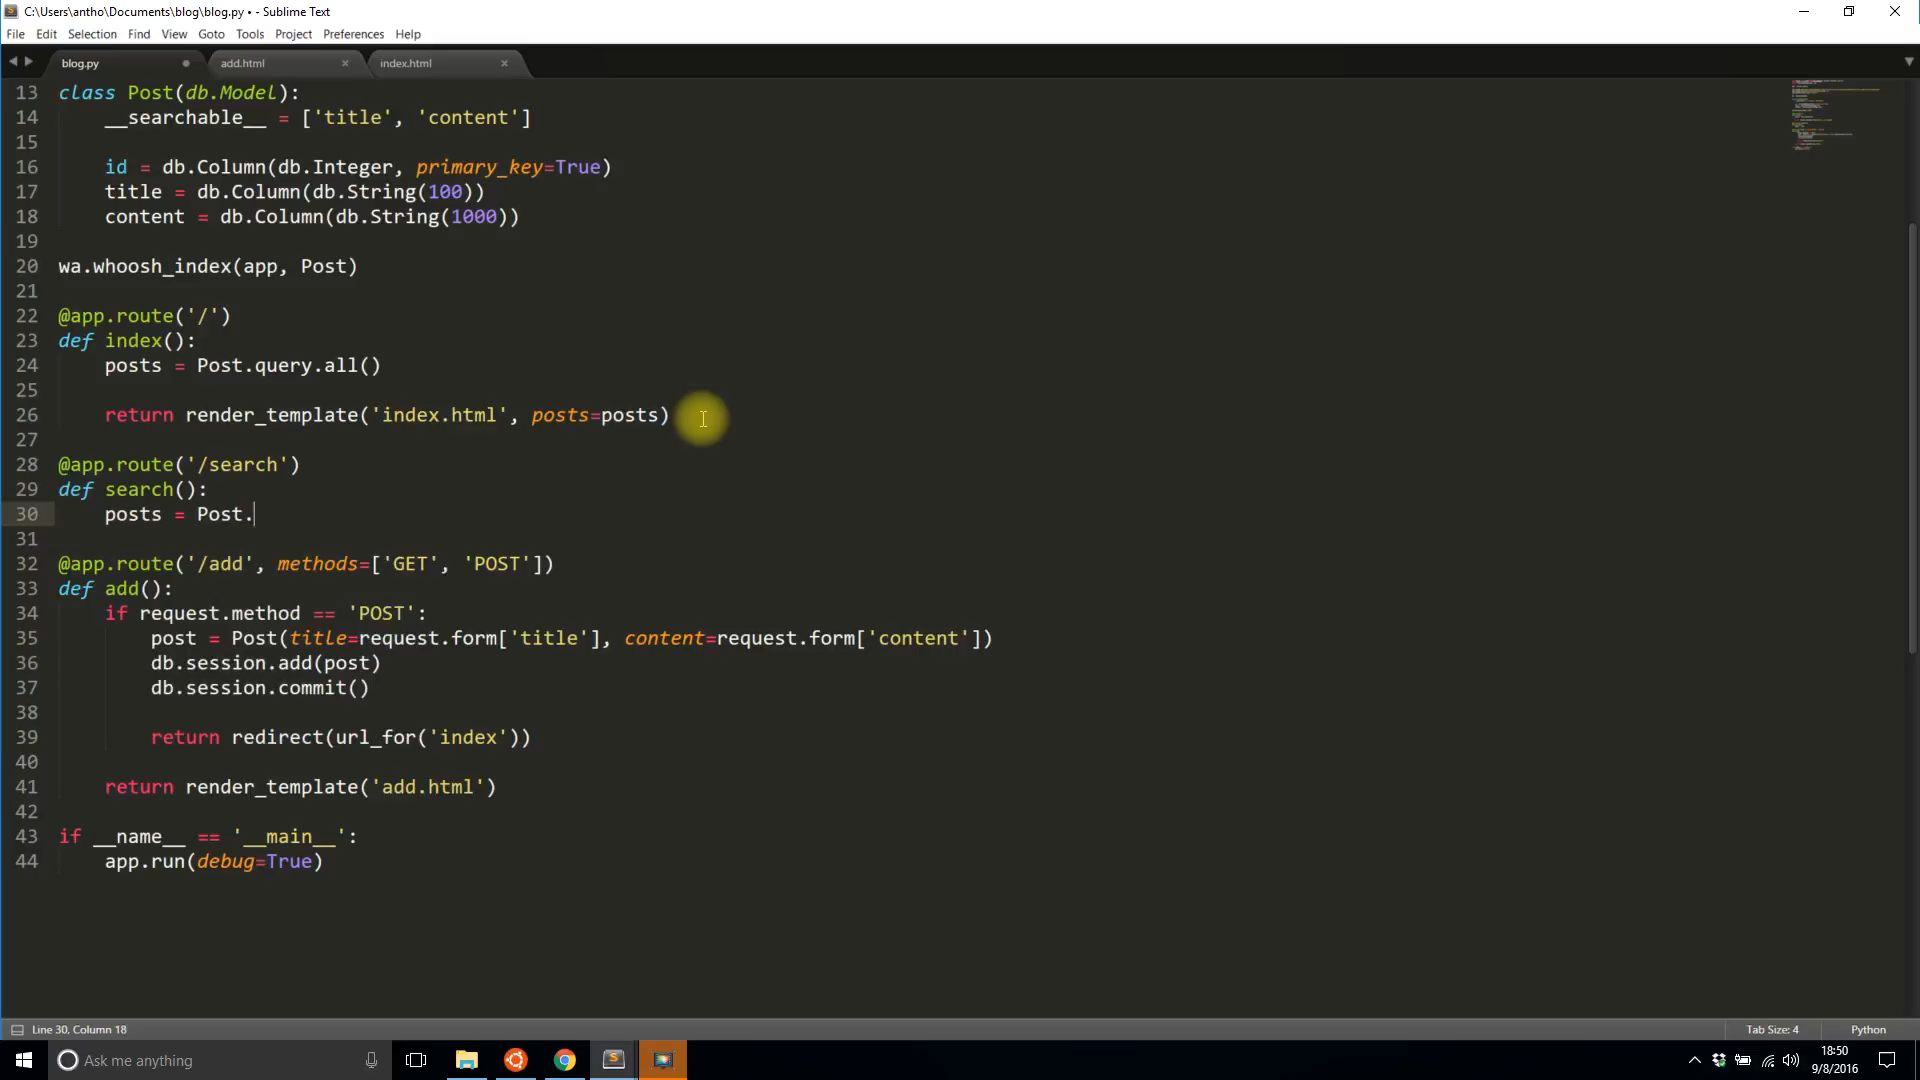 C:\Users\antho\Documents\blog\blog.py • - Sublime Text
File Edit Selection Find View Goto Tools Project Preferences Help
blog.py add.html index.html
13 class Post(db.Model):
14     __searchable__ = ['title', 'content']
15
16     id = db.Column(db.Integer, primary_key=True)
17     title = db.Column(db.String(100))
18     content = db.Column(db.String(1000))
19
20 wa.whoosh_index(app, Post)
21
22 @app.route('/')
23 def index():
24     posts = Post.query.all()
25
26     return render_template('index.html', posts=posts)
27
28 @app.route('/search')
29 def search():
30     posts = Post.
31
32 @app.route('/add', methods=['GET', 'POST'])
33 def add():
34     if request.method == 'POST':
35         post = Post(title=request.form['title'], content=request.form['content'])
36         db.session.add(post)
37         db.session.commit()
38
39         return redirect(url_for('index'))
40
41     return render_template('add.html')
42
43 if __name__ == '__main__':
44     app.run(debug=True)
Line 30, Column 18 Tab Size: 4 Python
Ask me anything
18:50
9/8/2016